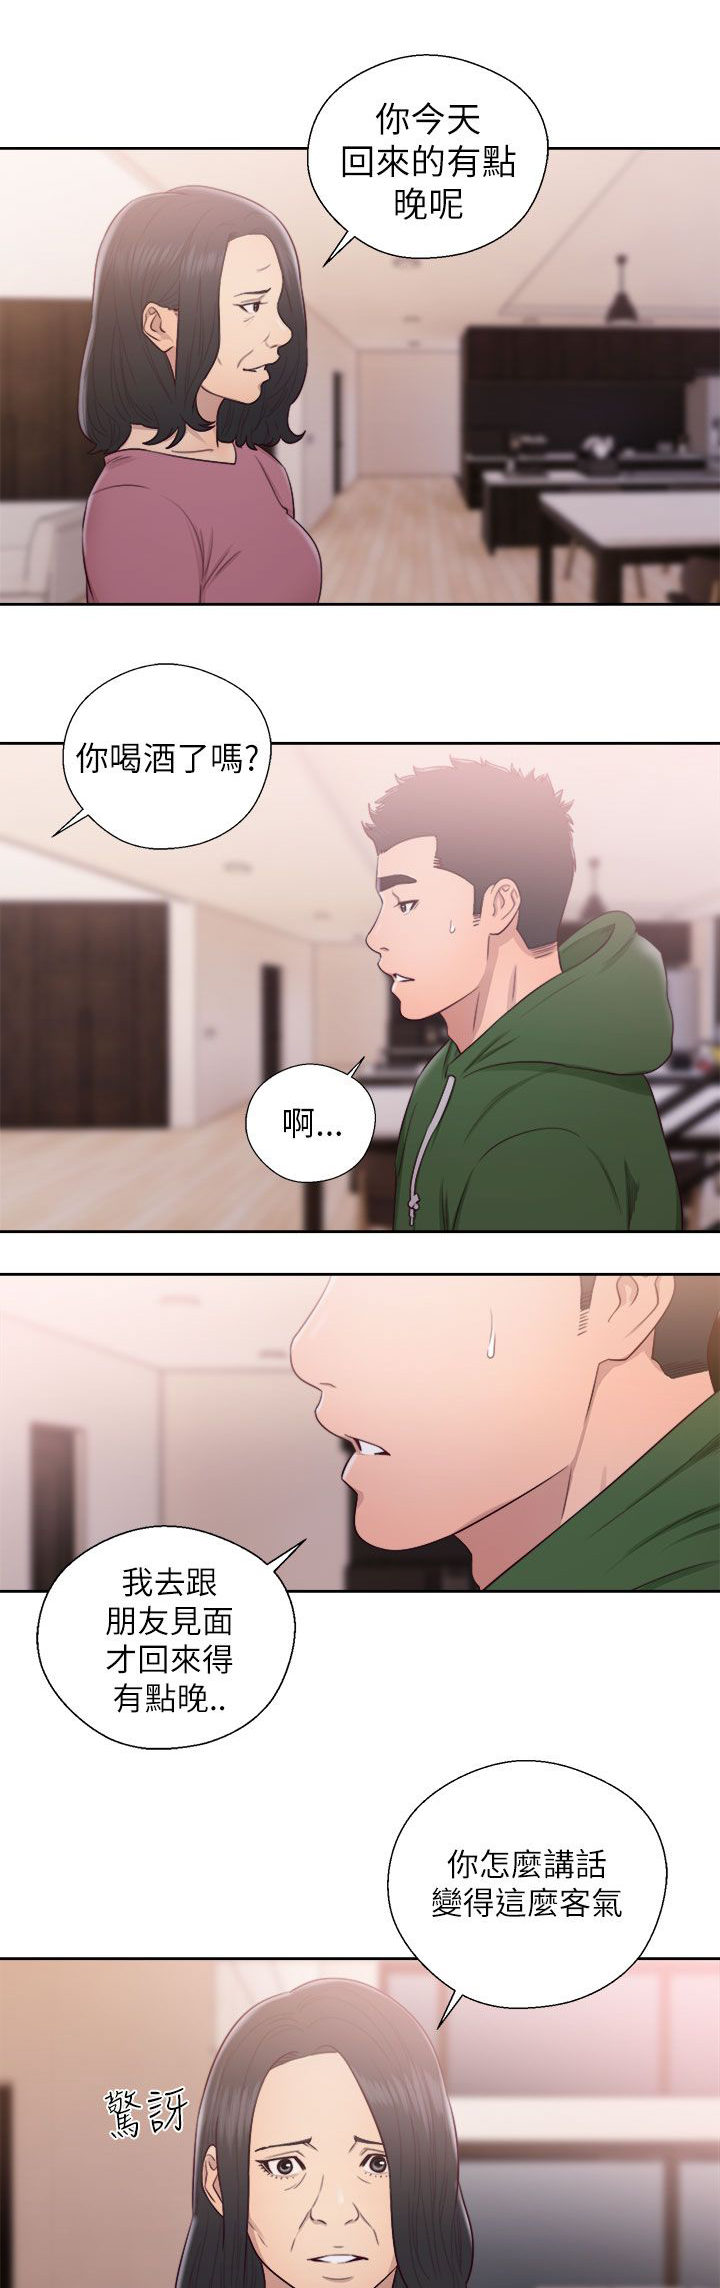 你今天
回來的有點
晚呢
你喝酒了嗎?
啊...
我去跟
朋友見面
才回來得
有點晚..
你怎麼講話
變得這麼客氣
驚訝